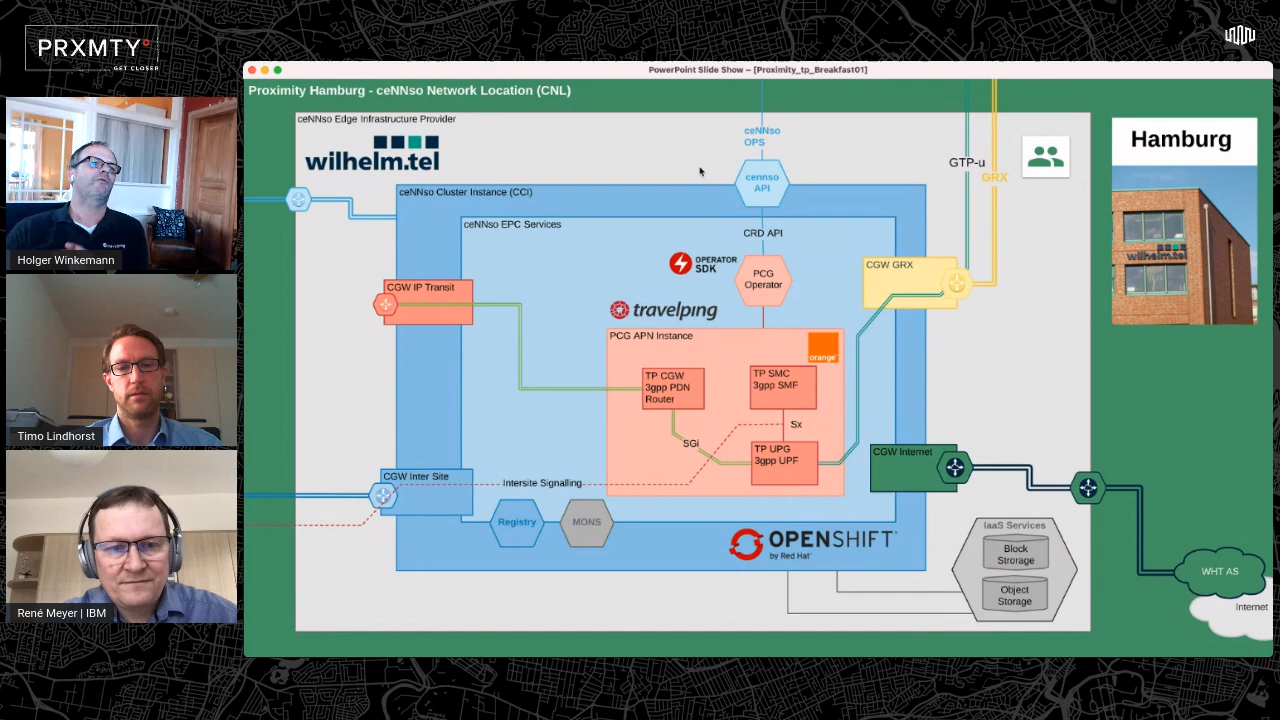 PRXMTY°
GET CLOSER
PowerPoint Slide Show – [Proximity_tp_Breakfast01]
Proximity Hamburg - ceNNso Network Location (CNL)
ceNNso Edge Infrastructure Provider
wilhelm.tel
ceNNso
OPS
cennso
API
GTP-u
GRX
Hamburg
wilhelm.tel
ceNNso Cluster Instance (CCI)
ceNNso EPC Services
CRD API
OPERATOR
SDK
PCG
Operator
CGW GRX
CGW IP Transit
travelping
PCG APN Instance
orange™
TP CGW
3gpp PDN
Router
TP SMC
3gpp SMF
Sx
SGi
TP UPG
3gpp UPF
CGW Internet
CGW Inter Site
Intersite Signalling
Registry
MONS
OPENSHIFT
by Red Hat
IaaS Services
Block
Strorage
Object
Storage
WHT AS
Internet
travelping
Holger Winkemann
Timo Lindhorst
René Meyer | IBM